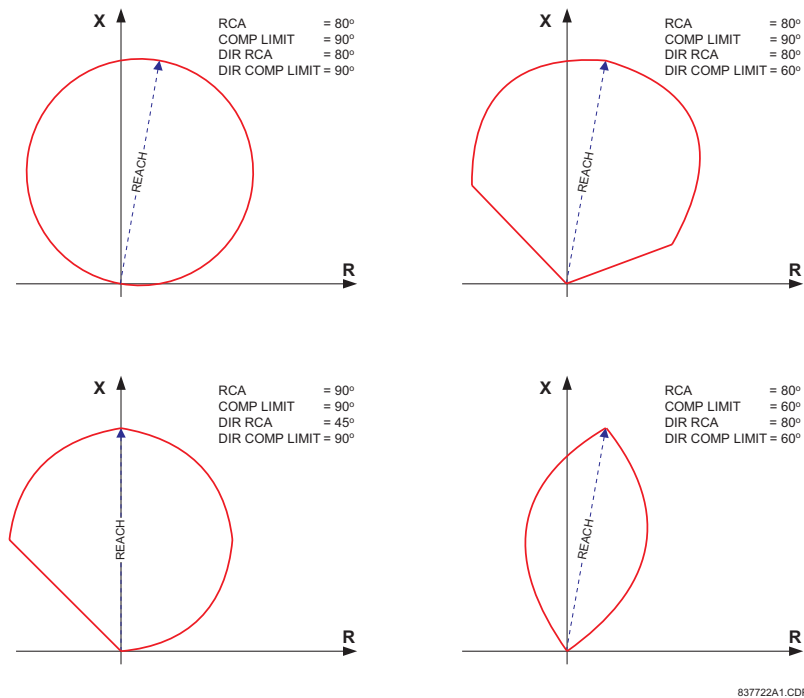 X
RCA = 80º
COMP LIMIT = 90º
DIR RCA = 80º
DIR COMP LIMIT = 90º
REACH
R
X
RCA = 80º
COMP LIMIT = 90º
DIR RCA = 80º
DIR COMP LIMIT = 60º
REACH
R
X
RCA = 90º
COMP LIMIT = 90º
DIR RCA = 45º
DIR COMP LIMIT = 90º
REACH
R
X
RCA = 80º
COMP LIMIT = 60º
DIR RCA = 80º
DIR COMP LIMIT = 60º
REACH
R
837722A1.CDR